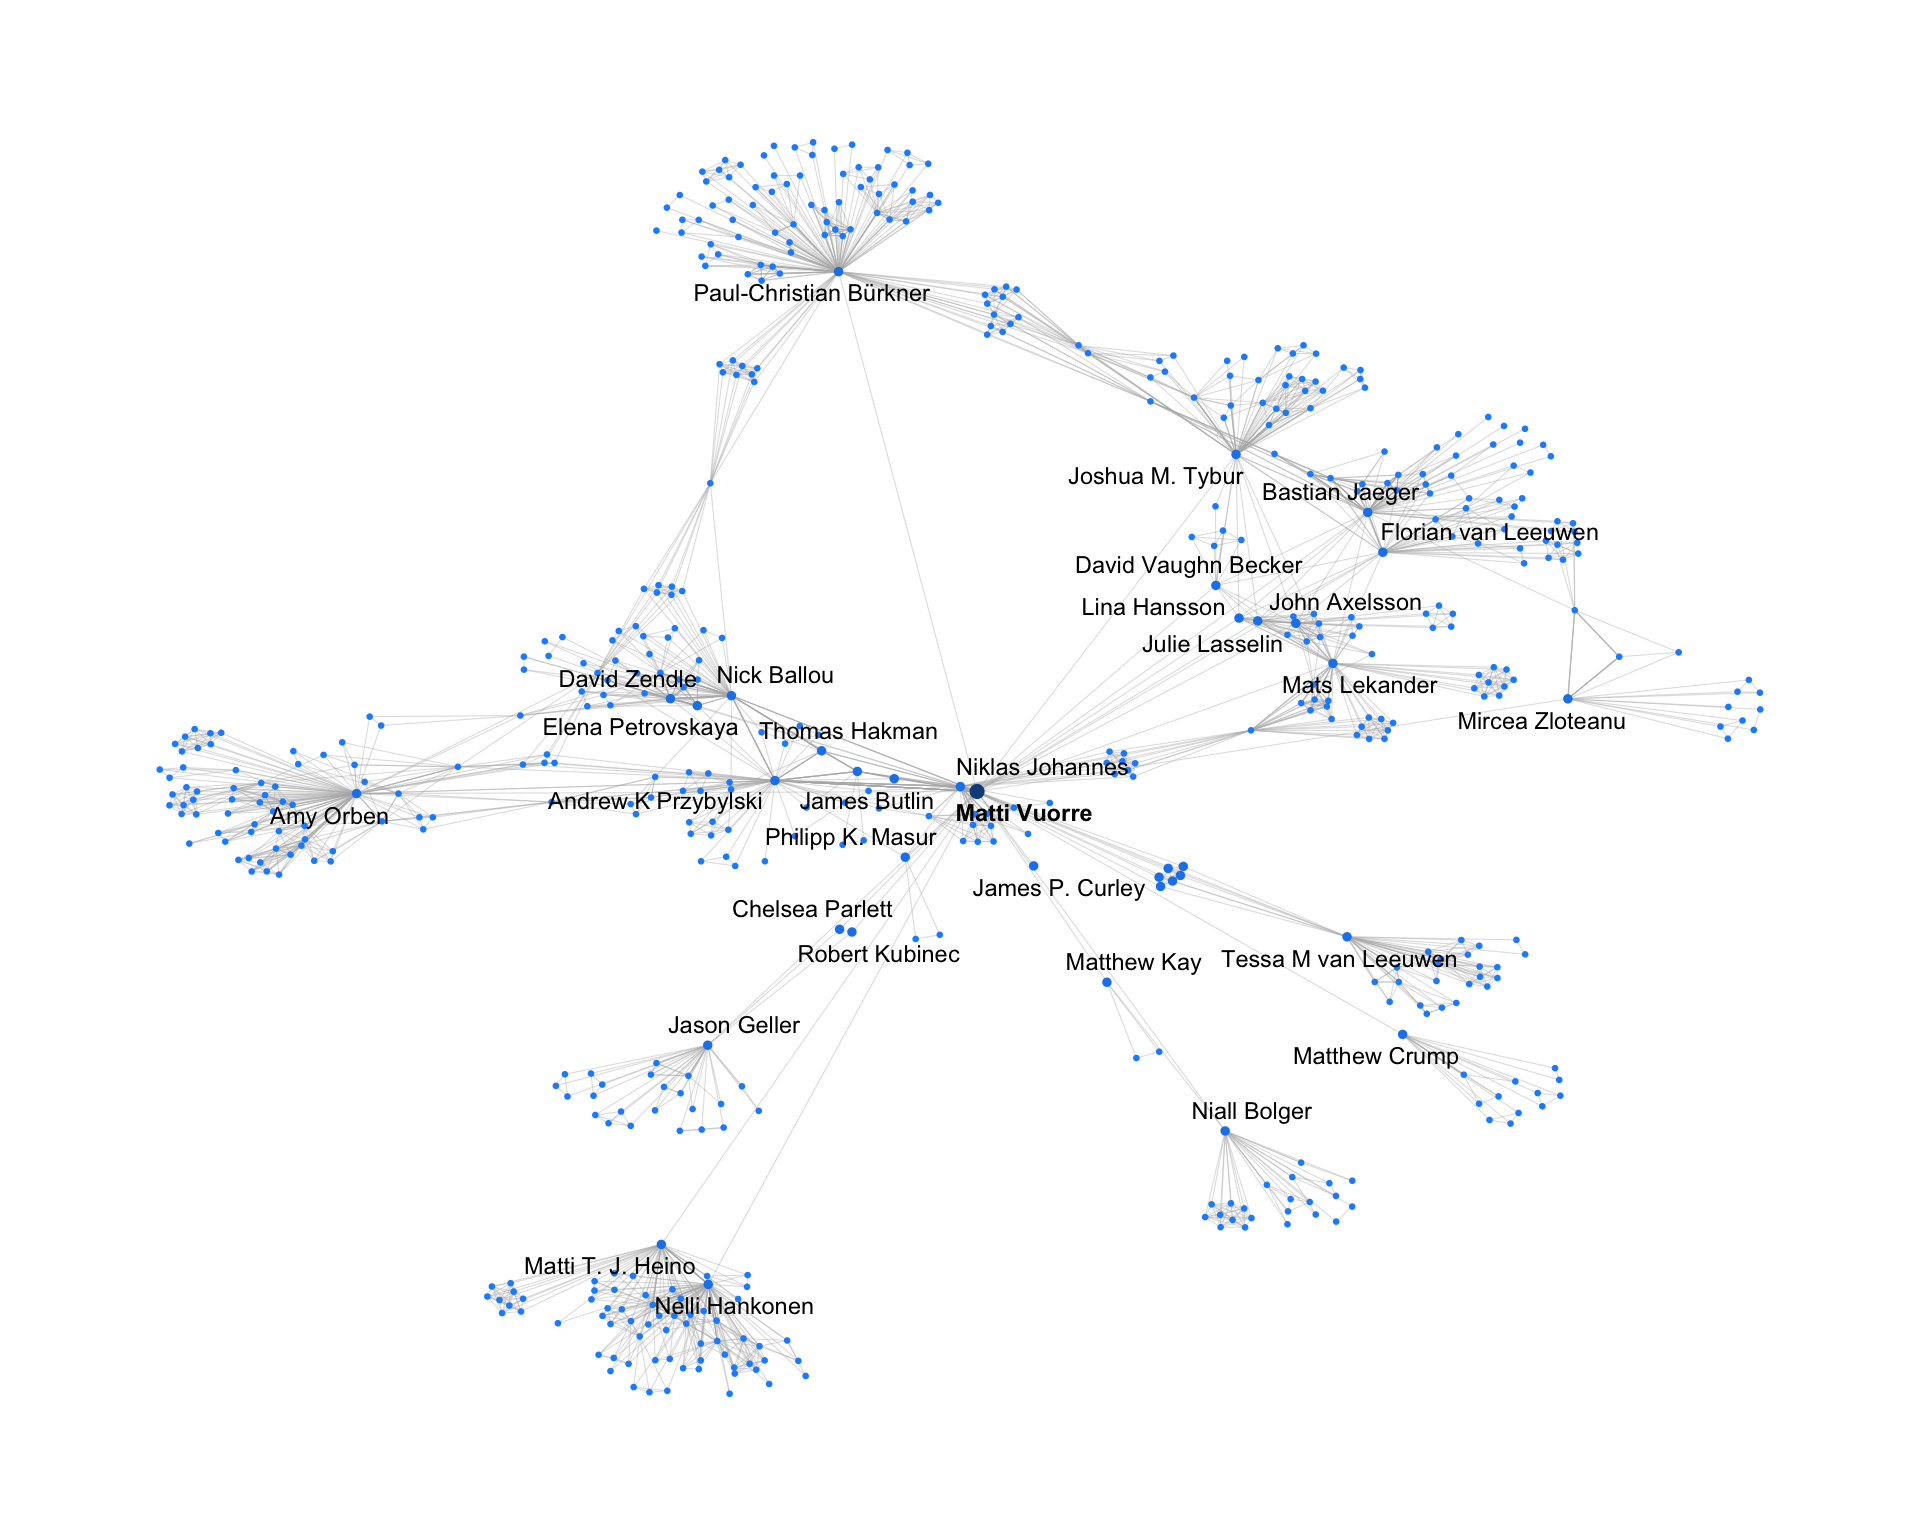 Paul-Christian Bürkner
Joshua M. Tybur
Bastian Jaeger
Florian van Leeuwen
David Vaughn Becker
Lina Hansson
John Axelsson
Julie Lasselin
Nick Ballou
David Zendle
Mats Lekander
Elena Petrovskaya
Mircea Zloteanu
Thomas Hakman
Niklas Johannes
Andrew K Przybylski
James Butlin
Matti Vuorre
Amy Orben
Philipp K. Masur
James P. Curley
Chelsea Parlett
Robert Kubinec
Matthew Kay
Tessa M van Leeuwen
Jason Geller
Matthew Crump
Niall Bolger
Matti T. J. Heino
Nelli Hankonen